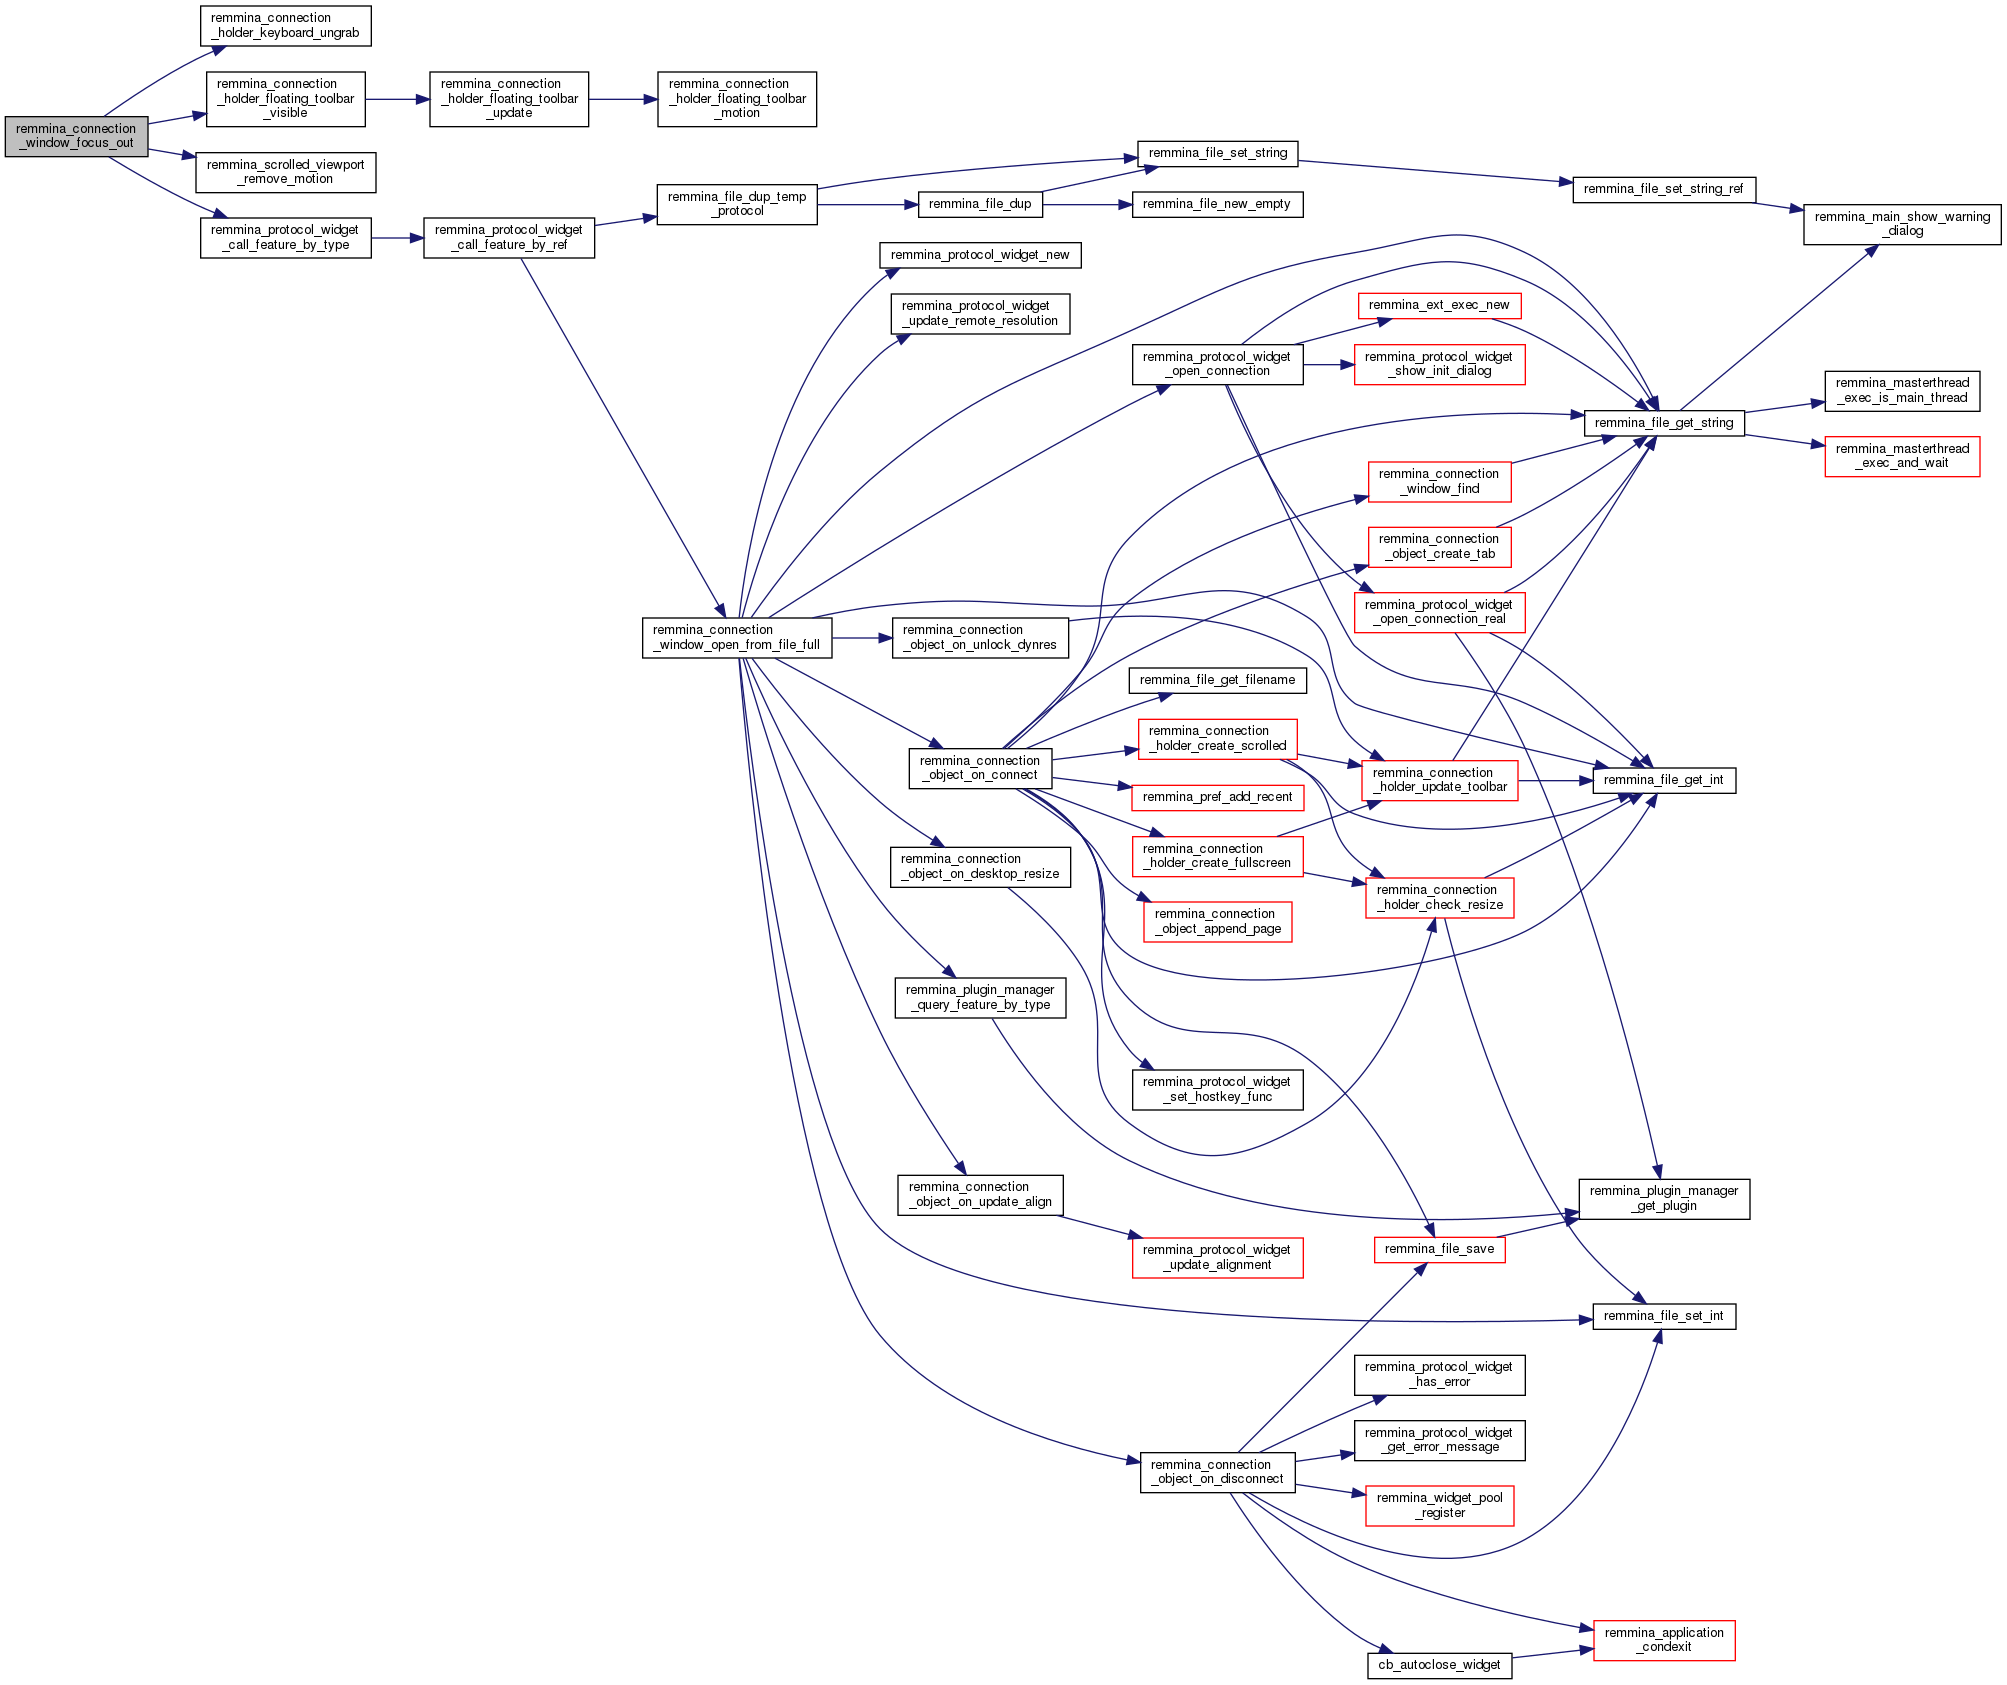 remmina_connection
_window_focus_out
remmina_connection
_holder_keyboard_ungrab
remmina_connection
_holder_floating_toolbar
_visible
remmina_scrolled_viewport
_remove_motion
remmina_protocol_widget
_call_feature_by_type
remmina_connection
_holder_floating_toolbar
_update
remmina_protocol_widget
_call_feature_by_ref
remmina_connection
_holder_floating_toolbar
_motion
remmina_file_dup_temp
_protocol
remmina_connection
_window_open_from_file_full
remmina_file_dup
remmina_protocol_widget_new
remmina_protocol_widget
_update_remote_resolution
remmina_connection
_object_on_unlock_dynres
remmina_connection
_object_on_connect
remmina_connection
_object_on_desktop_resize
remmina_plugin_manager
_query_feature_by_type
remmina_connection
_object_on_update_align
remmina_file_set_string
remmina_file_new_empty
remmina_protocol_widget
_open_connection
remmina_file_get_filename
remmina_connection
_holder_create_scrolled
remmina_pref_add_recent
remmina_connection
_holder_create_fullscreen
remmina_connection
_object_append_page
remmina_protocol_widget
_set_hostkey_func
remmina_protocol_widget
_update_alignment
remmina_connection
_object_on_disconnect
remmina_ext_exec_new
remmina_protocol_widget
_show_init_dialog
remmina_connection
_window_find
remmina_connection
_object_create_tab
remmina_protocol_widget
_open_connection_real
remmina_connection
_holder_update_toolbar
remmina_connection
_holder_check_resize
remmina_file_save
remmina_protocol_widget
_has_error
remmina_protocol_widget
_get_error_message
remmina_widget_pool
_register
cb_autoclose_widget
remmina_file_set_string_ref
remmina_file_get_string
remmina_file_get_int
remmina_plugin_manager
_get_plugin
remmina_file_set_int
remmina_application
_condexit
remmina_main_show_warning
_dialog
remmina_masterthread
_exec_is_main_thread
remmina_masterthread
_exec_and_wait